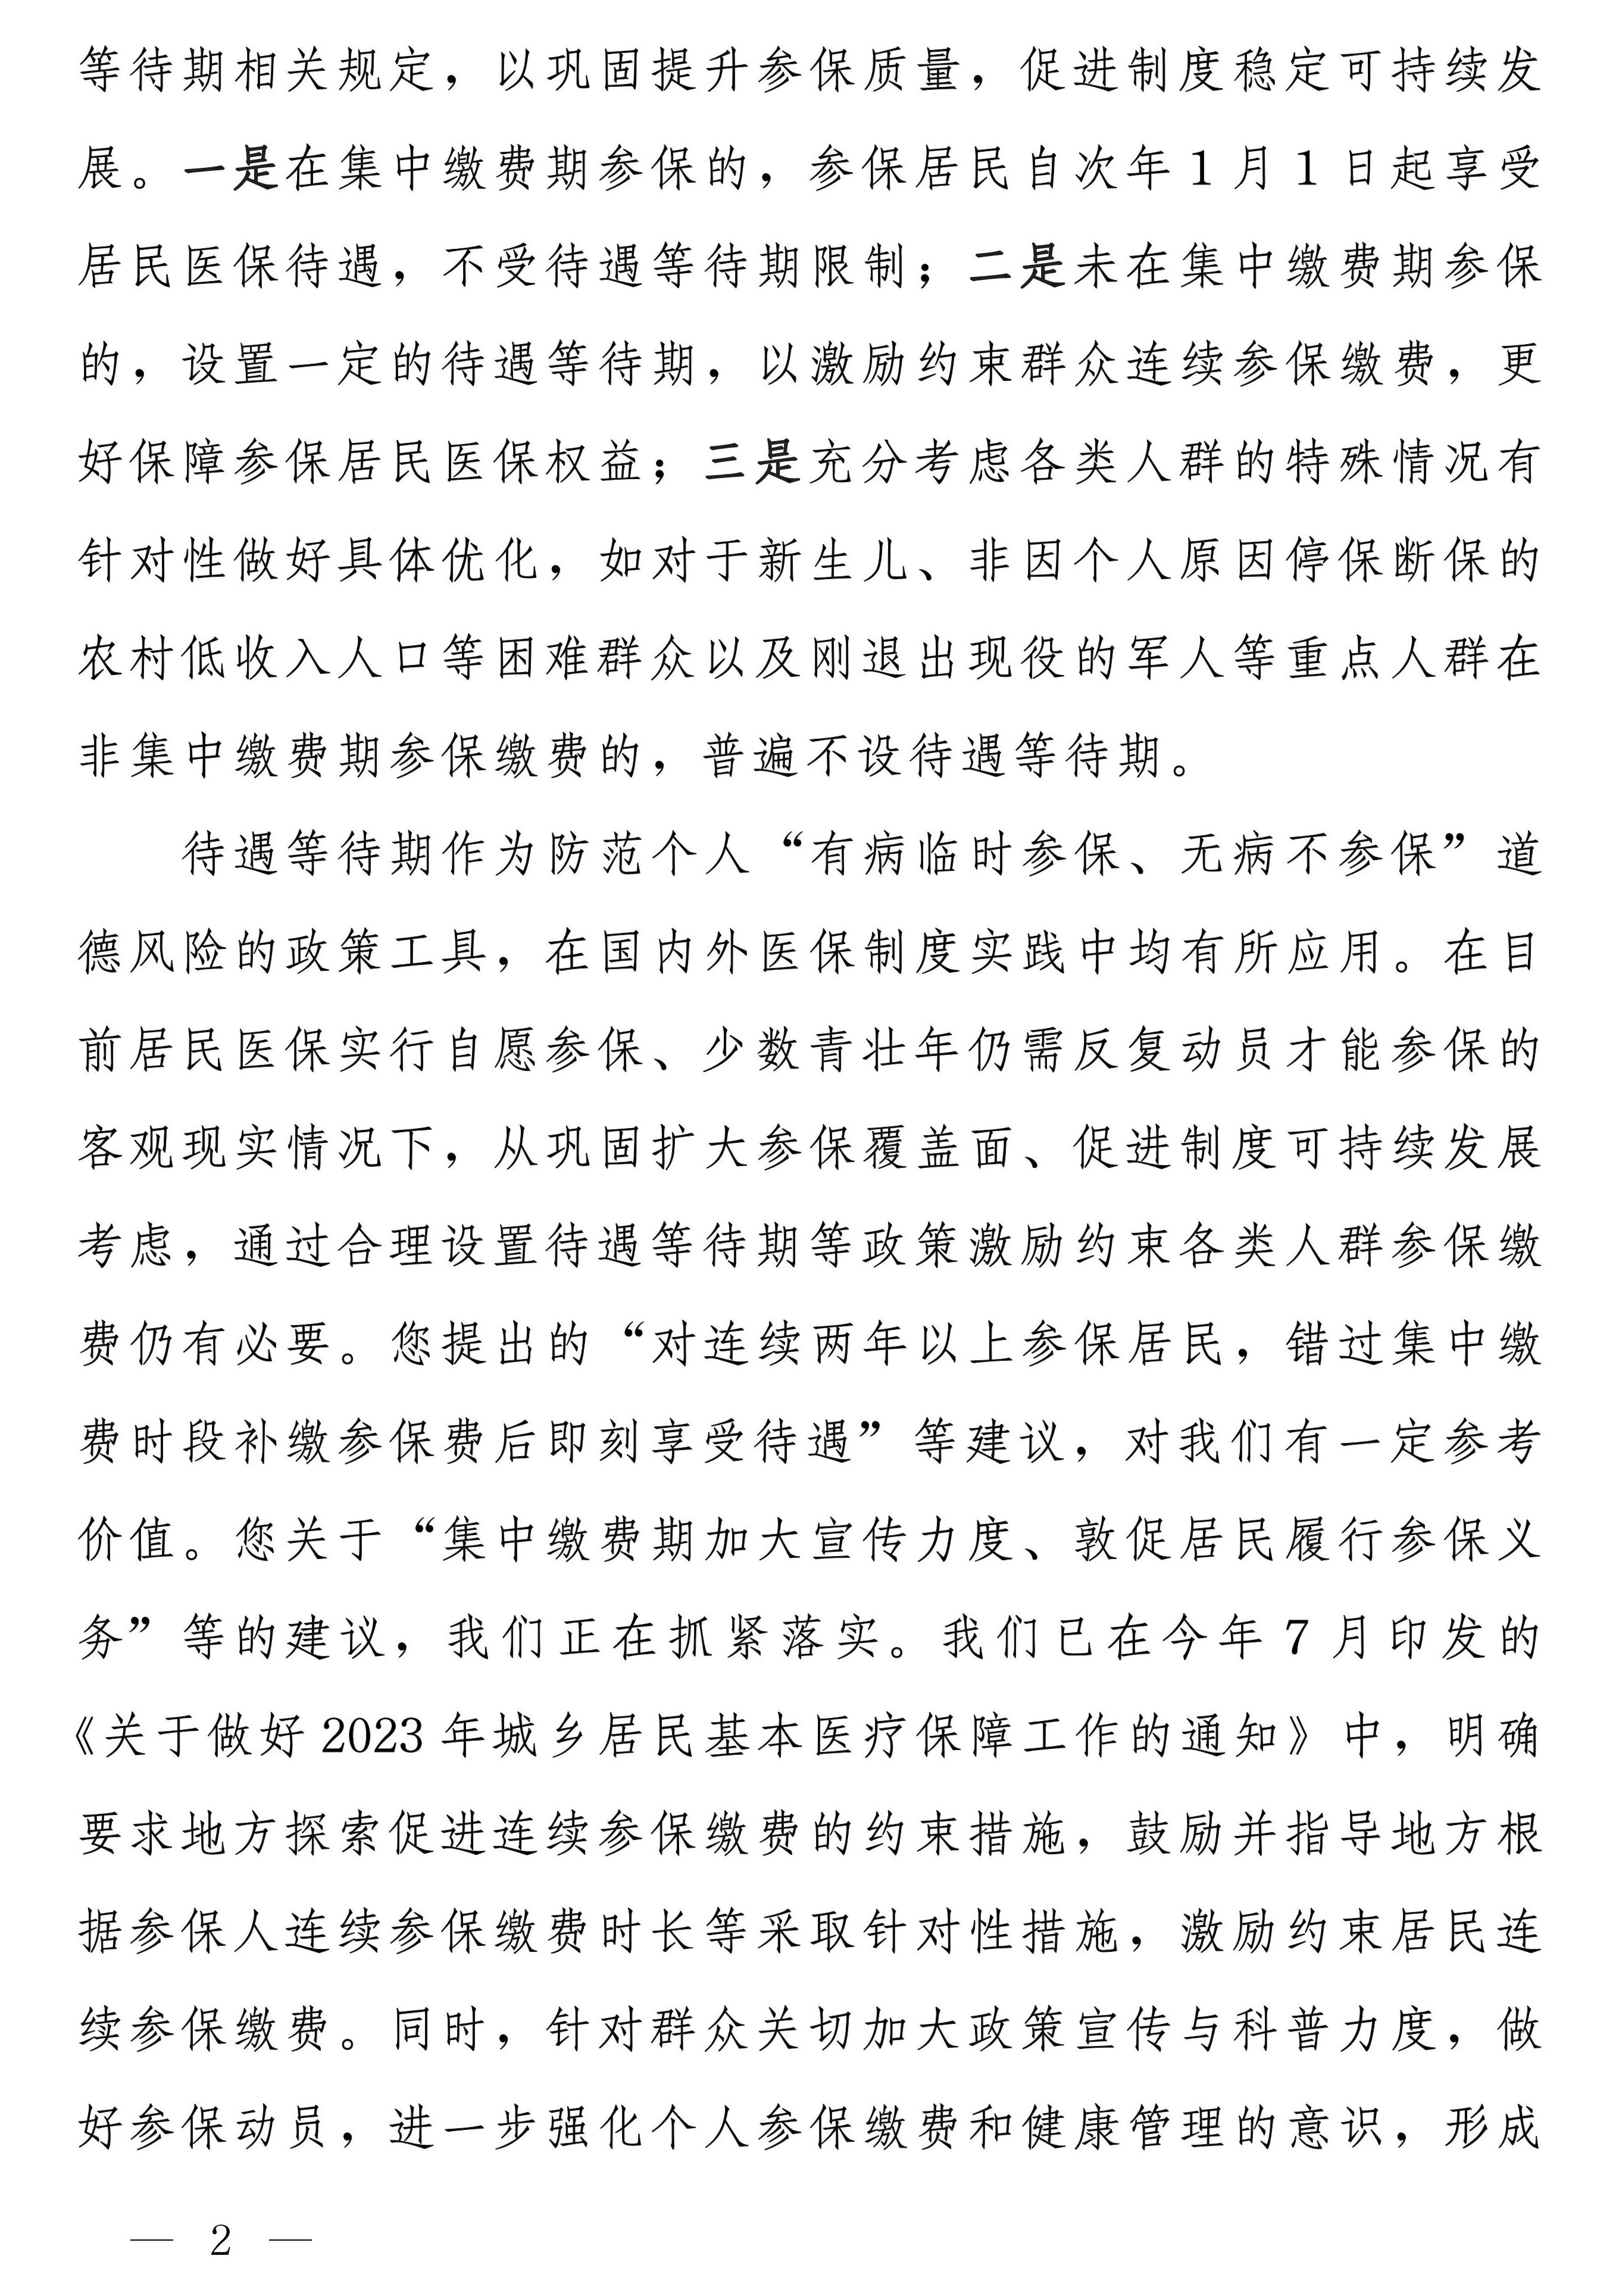 等待期相关规定，以巩固提升参保质量，促进制度稳定可持续发
展。一是在集中缴费期参保的，参保居民自次年1月1日起享受
居民医保待遇，不受待遇等待期限制；二是未在集中缴费期参保
的，设置一定的待遇等待期，以激励约束群众连续参保缴费，更
好保障参保居民医保权益；三是充分考虑各类人群的特殊情况有
针对性做好具体优化，如对于新生儿、非因个人原因停保断保的
农村低收入人口等困难群众以及刚退出现役的军人等重点人群在
非集中缴费期参保缴费的，普遍不设待遇等待期。
待遇等待期作为防范个人“有病临时参保、无病不参保”道
德风险的政策工具，在国内外医保制度实践中均有所应用。在目
前居民医保实行自愿参保、少数青壮年仍需反复动员才能参保的
客观现实情况下，从巩固扩大参保覆盖面、促进制度可持续发展
考虑，通过合理设置待遇等待期等政策激励约束各类人群参保缴
费仍有必要。您提出的“对连续两年以上参保居民，错过集中缴
费时段补缴参保费后即刻享受待遇”等建议，对我们有一定参考
价值。您关于“集中缴费期加大宣传力度、敦促居民履行参保义
务”等的建议，我们正在抓紧落实。我们已在今年7月印发的
《关于做好2023年城乡居民基本医疗保障工作的通知》中，明确
要求地方探索促进连续参保缴费的约束措施，鼓励并指导地方根
据参保人连续参保缴费时长等采取针对性措施，激励约束居民连
续参保缴费。同时，针对群众关切加大政策宣传与科普力度，做
好参保动员，进一步强化个人参保缴费和健康管理的意识，形成
— 2 —